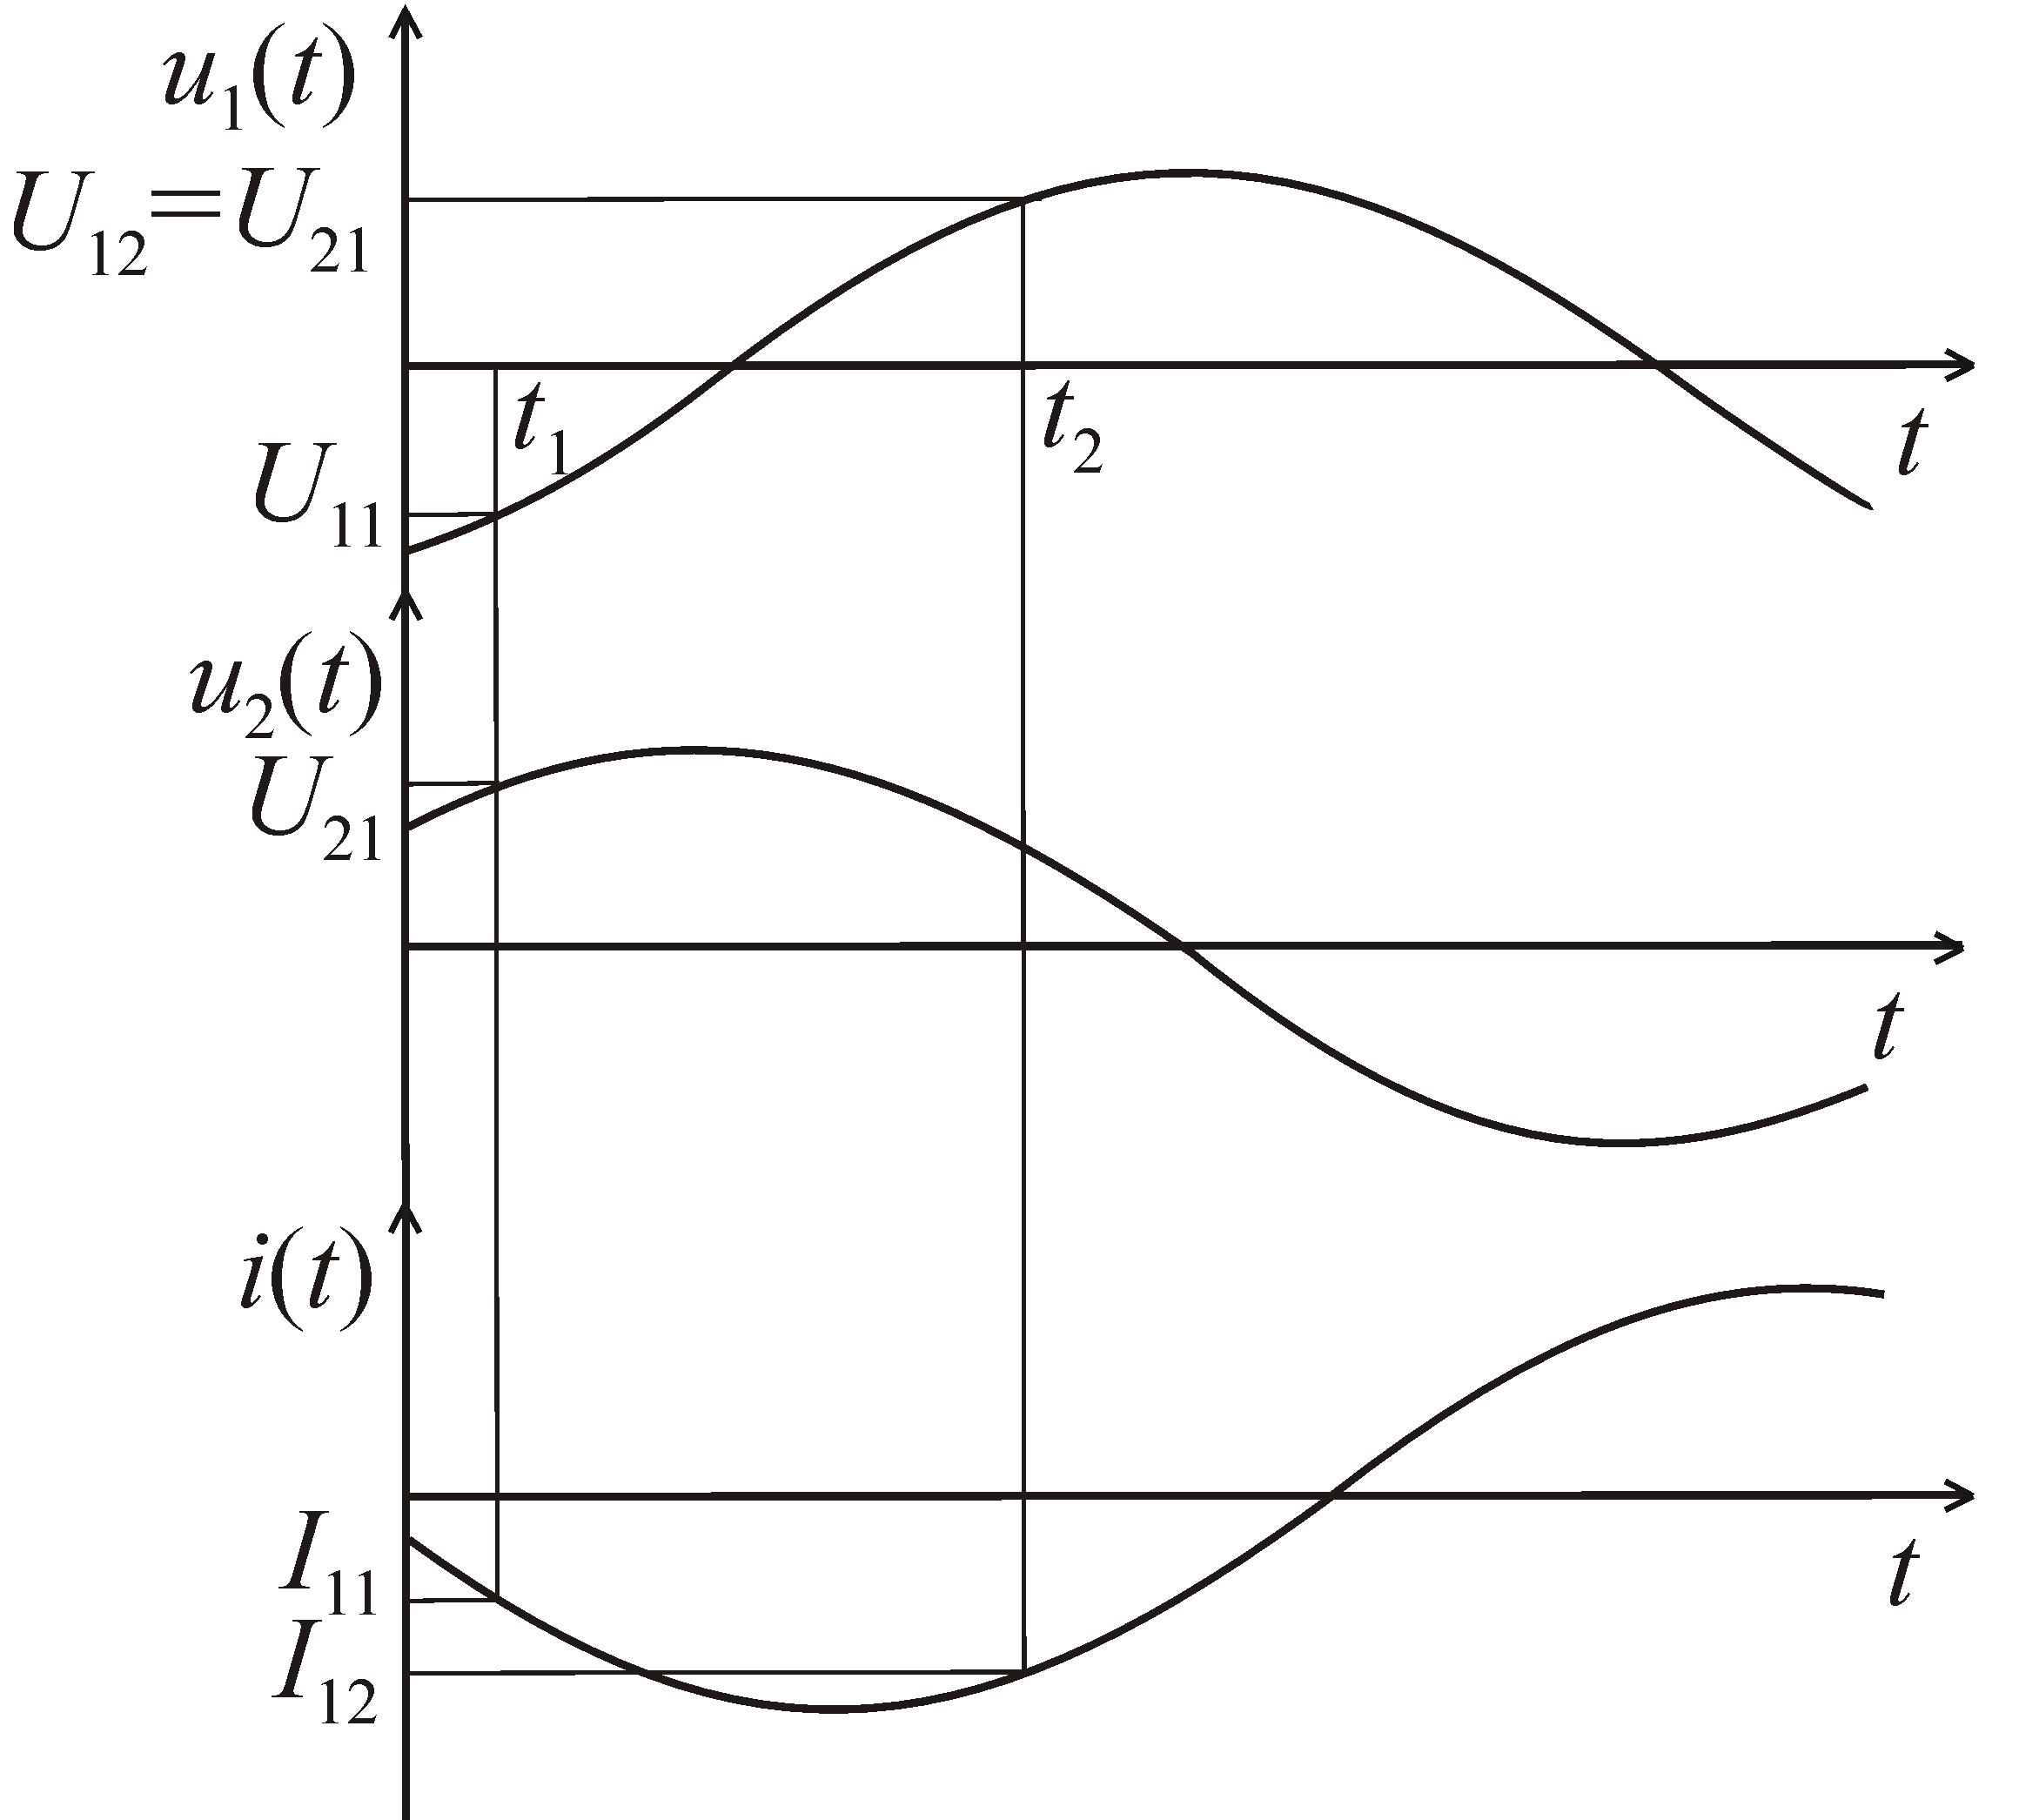 u₁(t)
U₁₂=U₂₁
t₁
t₂
t
U₁₁
u₂(t)
U₂₁
t
i(t)
I₁₁
t
I₁₂